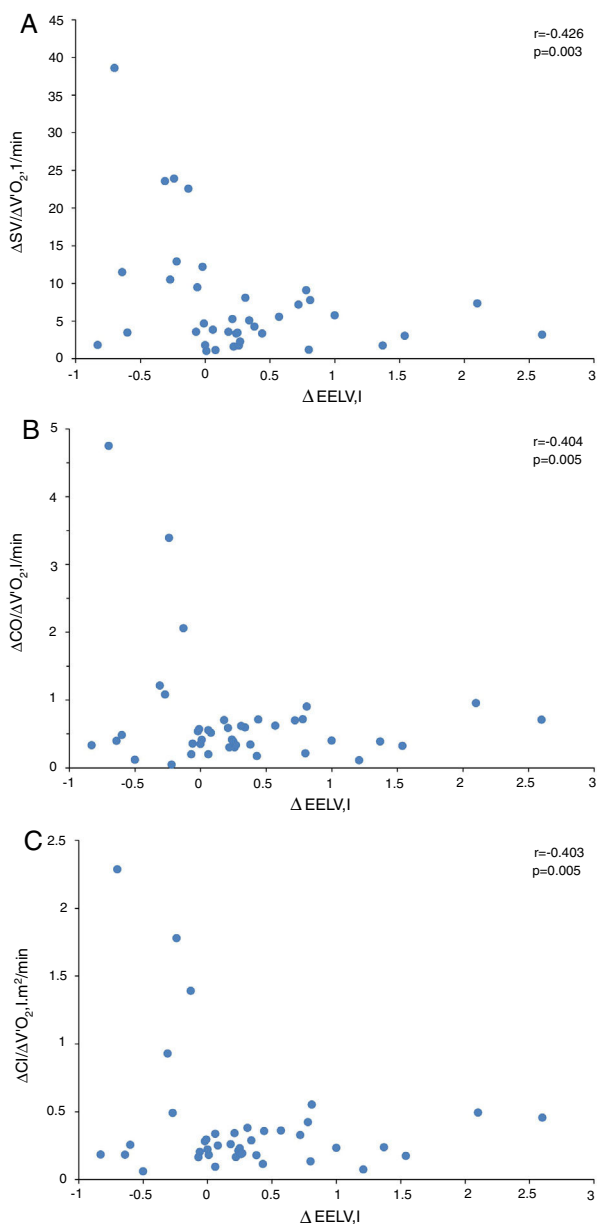 A
r=-0.426
p=0.003
45
40
35
30
25
20
15
10
5
0
ΔSV/ΔV'O₂,1/min
-1 -0.5 0 0.5 1 1.5 2 2.5 3
Δ EELV,I
B
r=-0.404
p=0.005
5
4
3
2
1
0
ΔCO/ΔV'O₂,I/min
-1 -0.5 0 0.5 1 1.5 2 2.5 3
Δ EELV,I
C
r=-0.403
p=0.005
2.5
2
1.5
1
0.5
0
ΔCI/ΔV'O₂,I.m²/min
-1 -0.5 0 0.5 1 1.5 2 2.5 3
Δ EELV,I